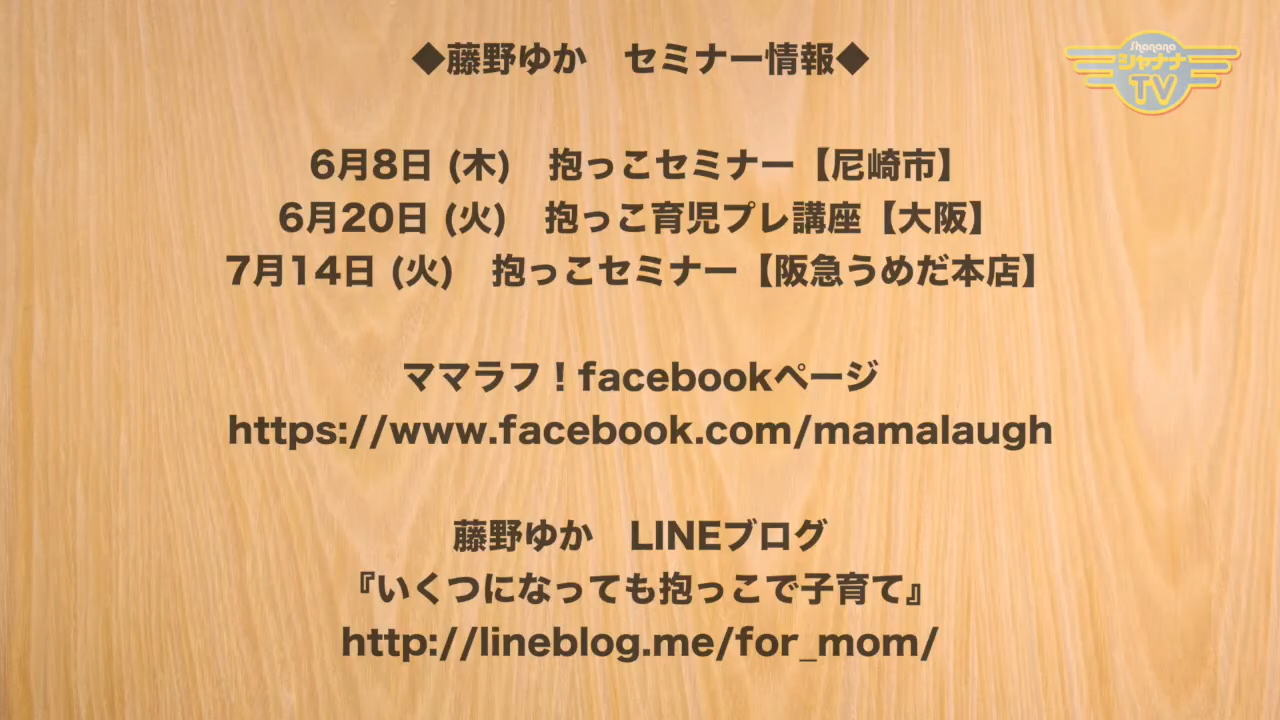 ◆藤野ゆか　セミナー情報◆
Shanana
シャナナ
TV
6月8日 (木)　抱っこセミナー【尼崎市】
6月20日 (火)　抱っこ育児プレ講座【大阪】
7月14日 (火)　抱っこセミナー【阪急うめだ本店】
ママラフ！facebookページ
https://www.facebook.com/mamalaugh
藤野ゆか　LINEブログ
『いくつになっても抱っこで子育て』
http://lineblog.me/for_mom/